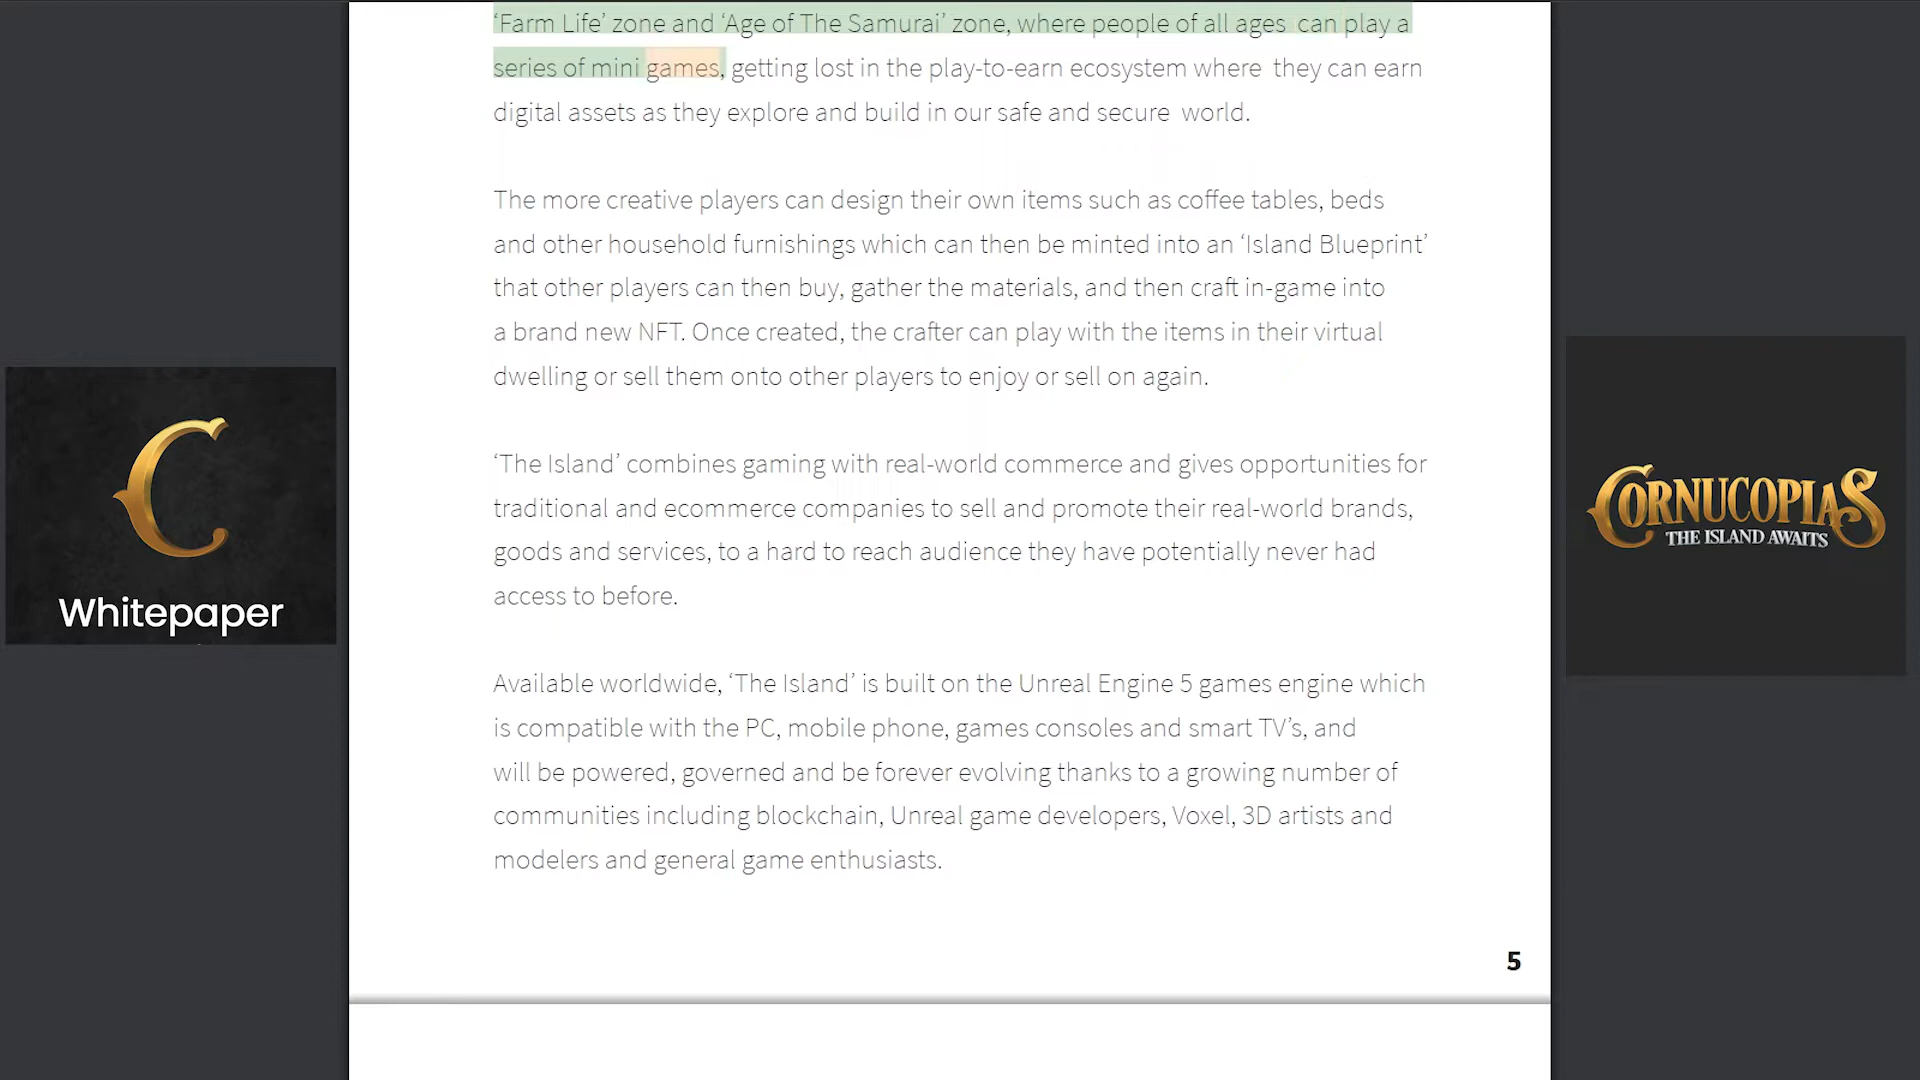 ‘Farm Life’ zone and ‘Age of The Samurai’ zone, where people of all ages can play a
series of mini games, getting lost in the play-to-earn ecosystem where they can earn
digital assets as they explore and build in our safe and secure world.
The more creative players can design their own items such as coffee tables, beds
and other household furnishings which can then be minted into an ‘Island Blueprint’
that other players can then buy, gather the materials, and then craft in-game into
a brand new NFT. Once created, the crafter can play with the items in their virtual
dwelling or sell them onto other players to enjoy or sell on again.
‘The Island’ combines gaming with real-world commerce and gives opportunities for
traditional and ecommerce companies to sell and promote their real-world brands,
goods and services, to a hard to reach audience they have potentially never had
access to before.
Available worldwide, ‘The Island’ is built on the Unreal Engine 5 games engine which
is compatible with the PC, mobile phone, games consoles and smart TV’s, and
will be powered, governed and be forever evolving thanks to a growing number of
communities including blockchain, Unreal game developers, Voxel, 3D artists and
modelers and general game enthusiasts.
5
C
Whitepaper
CORNUCOPIAS
THE ISLAND AWAITS